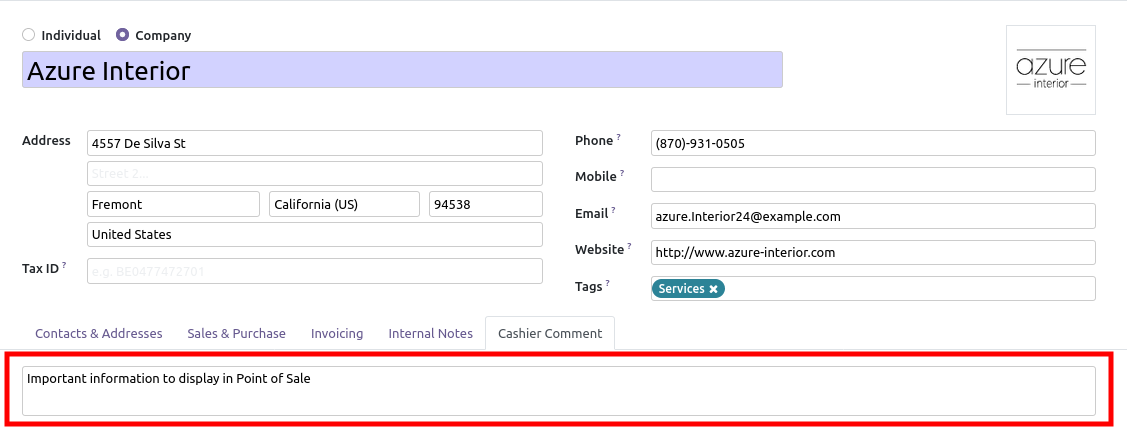 Individual Company
Azure Interior
azure
interior
Address 4557 De Silva St
Street 2...
Fremont California (US) 94538
United States
Tax ID ? e.g. BE0477472701
Phone ? (870)-931-0505
Mobile ?
Email ? azure.Interior24@example.com
Website ? http://www.azure-interior.com
Tags ? Services ×
Contacts & Addresses Sales & Purchase Invoicing Internal Notes Cashier Comment
Important information to display in Point of Sale